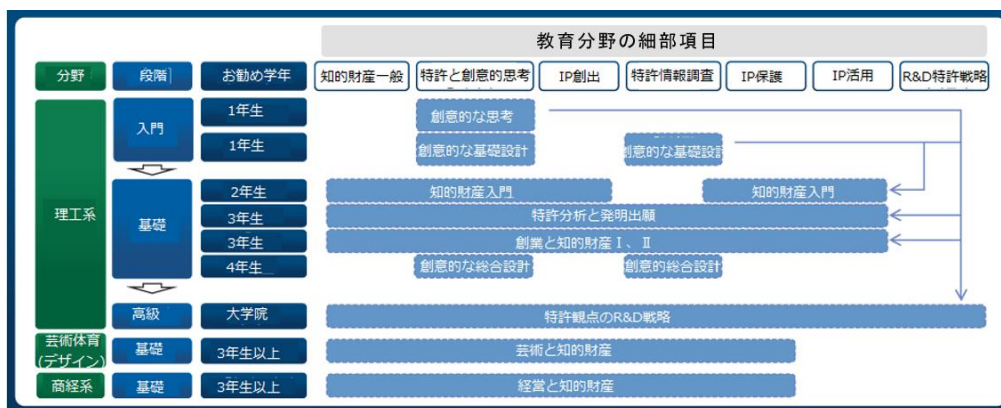 教育分野の細部項目
分野 段階 お勧め学年 知的財産一般 特許と創意的思考 IP創出 特許情報調査 IP保護 IP活用 R&D特許戦略
理工系
入門
1年生 創意的な思考
1年生 創意的な基礎設計 創意的な基礎設計
基礎
2年生 知的財産入門 知的財産入門
3年生 特許分析と発明出願
3年生 創業と知的財産Ⅰ、Ⅱ
4年生 創意的な総合設計 創意的総合設計
高級 大学院 特許観点のR&D戦略
芸術体育
(デザイン)
基礎 3年生以上 芸術と知的財産
商経系 基礎 3年生以上 経営と知的財産